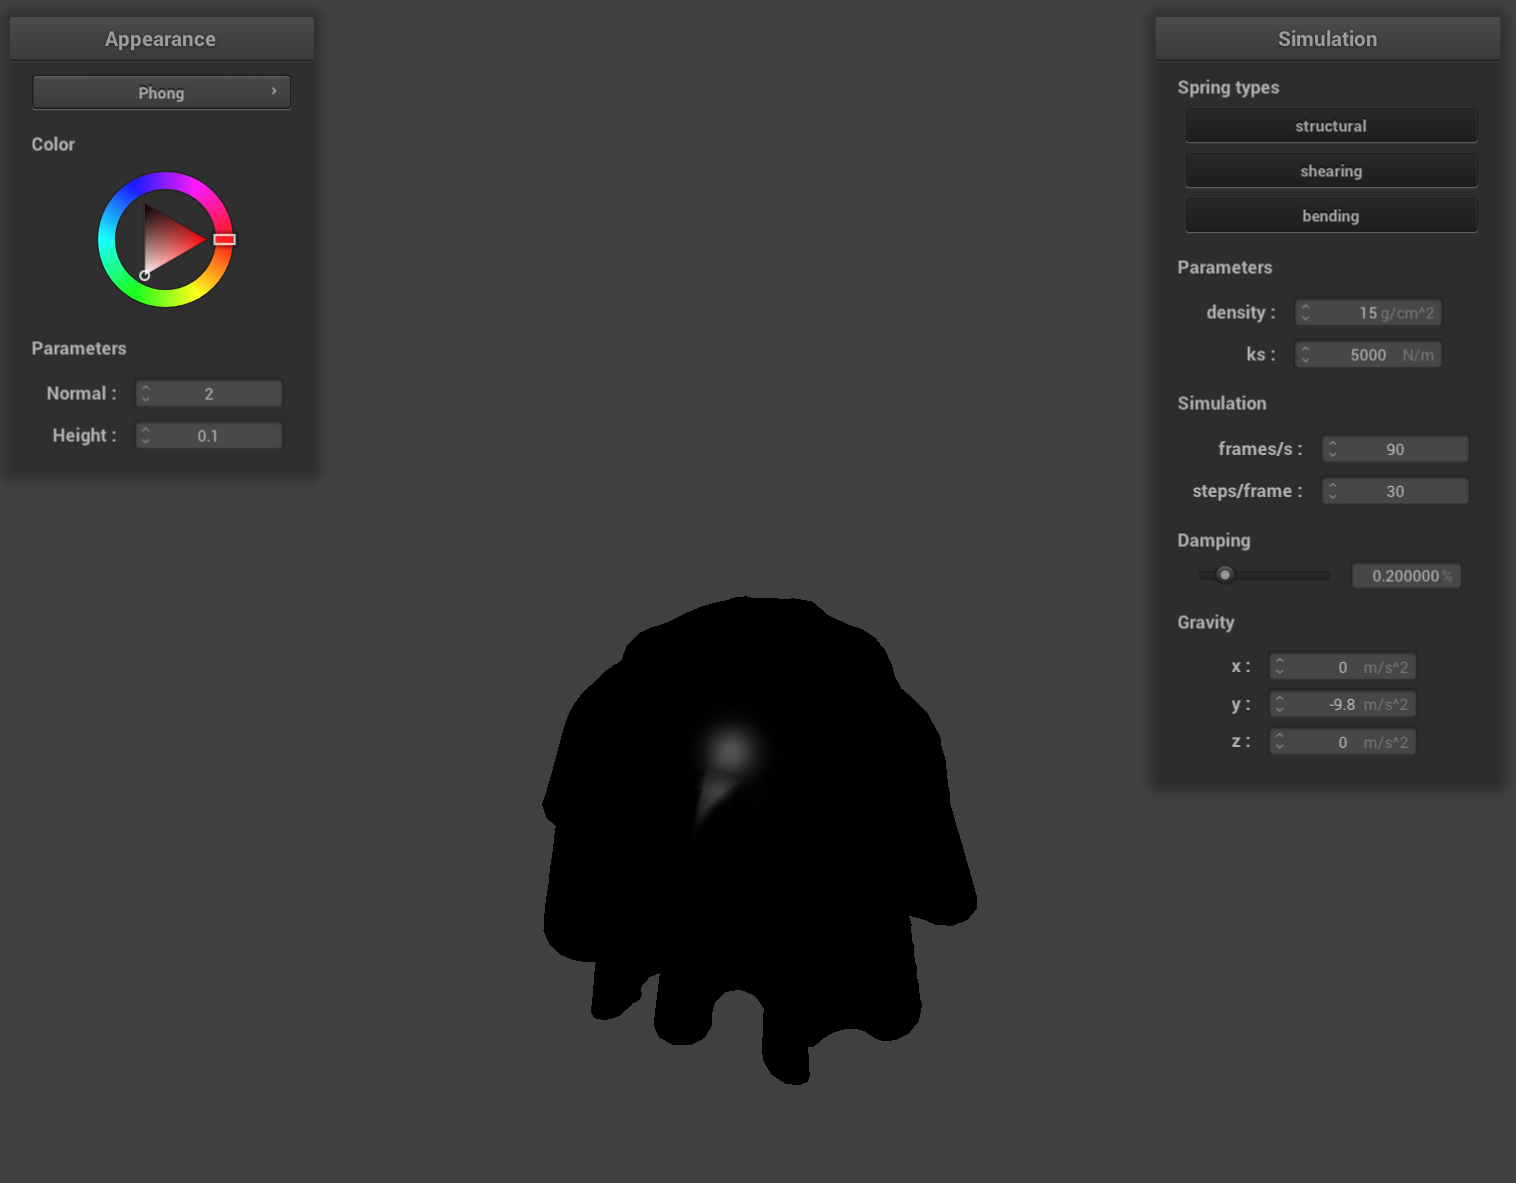 Appearance
Phong
Color
Parameters
Normal : 2
Height : 0.1
Simulation
Spring types
structural
shearing
bending
Parameters
density : 15 g/cm^2
ks : 5000 N/m
Simulation
frames/s : 90
steps/frame : 30
Damping
0.200000 %
Gravity
x : 0 m/s^2
y : -9.8 m/s^2
z : 0 m/s^2